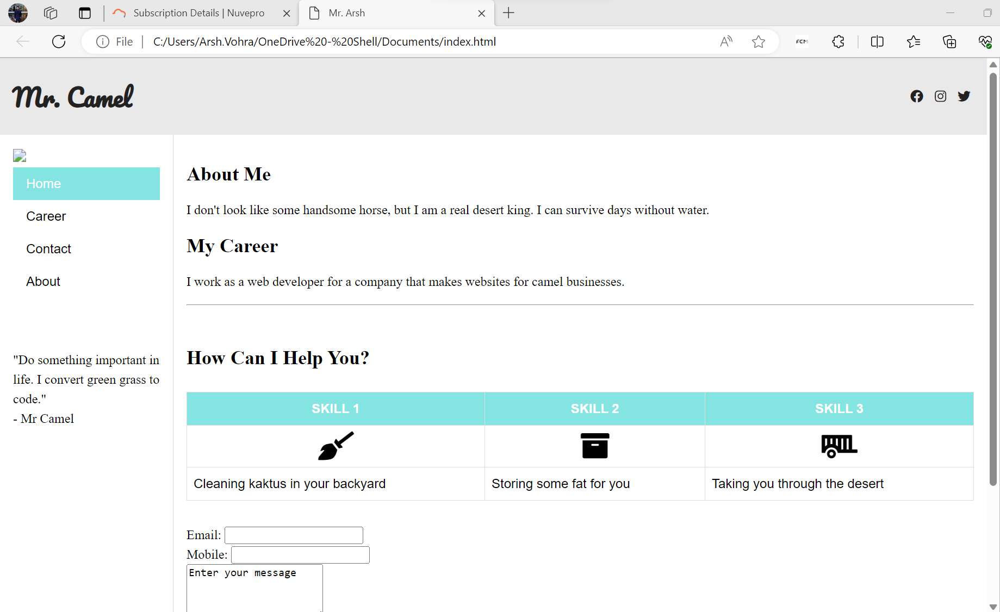 Subscription Details | Nuvepro
Mr. Arsh
File
C:/Users/Arsh.Vohra/OneDrive%20-%20Shell/Documents/index.html
A
FCM
Mr. Camel
Home
Career
Contact
About
"Do something important in
life. I convert green grass to
code."
- Mr Camel
About Me
I don't look like some handsome horse, but I am a real desert king. I can survive days without water.
My Career
I work as a web developer for a company that makes websites for camel businesses.
How Can I Help You?
SKILL 1 SKILL 2 SKILL 3
Cleaning kaktus in your backyard Storing some fat for you Taking you through the desert
Email:
Mobile:
Enter your message